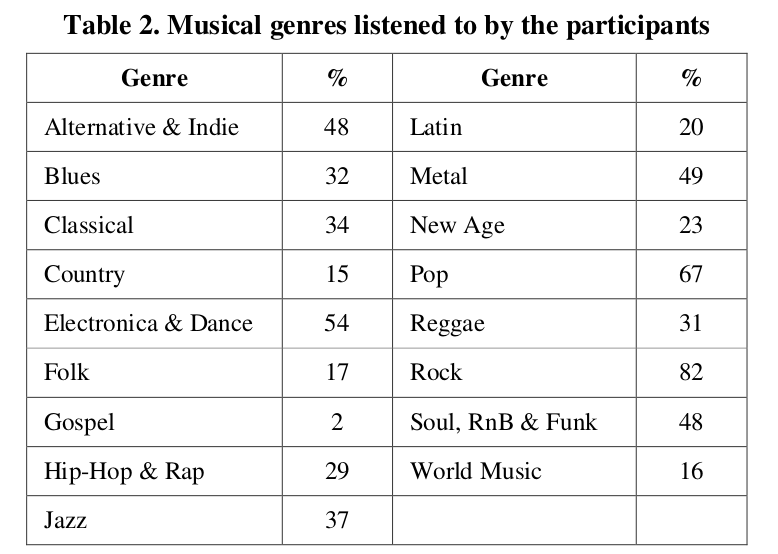 Table 2. Musical genres listened to by the participants
Genre % Genre %
Alternative & Indie 48 Latin 20
Blues 32 Metal 49
Classical 34 New Age 23
Country 15 Pop 67
Electronica & Dance 54 Reggae 31
Folk 17 Rock 82
Gospel 2 Soul, RnB & Funk 48
Hip-Hop & Rap 29 World Music 16
Jazz 37